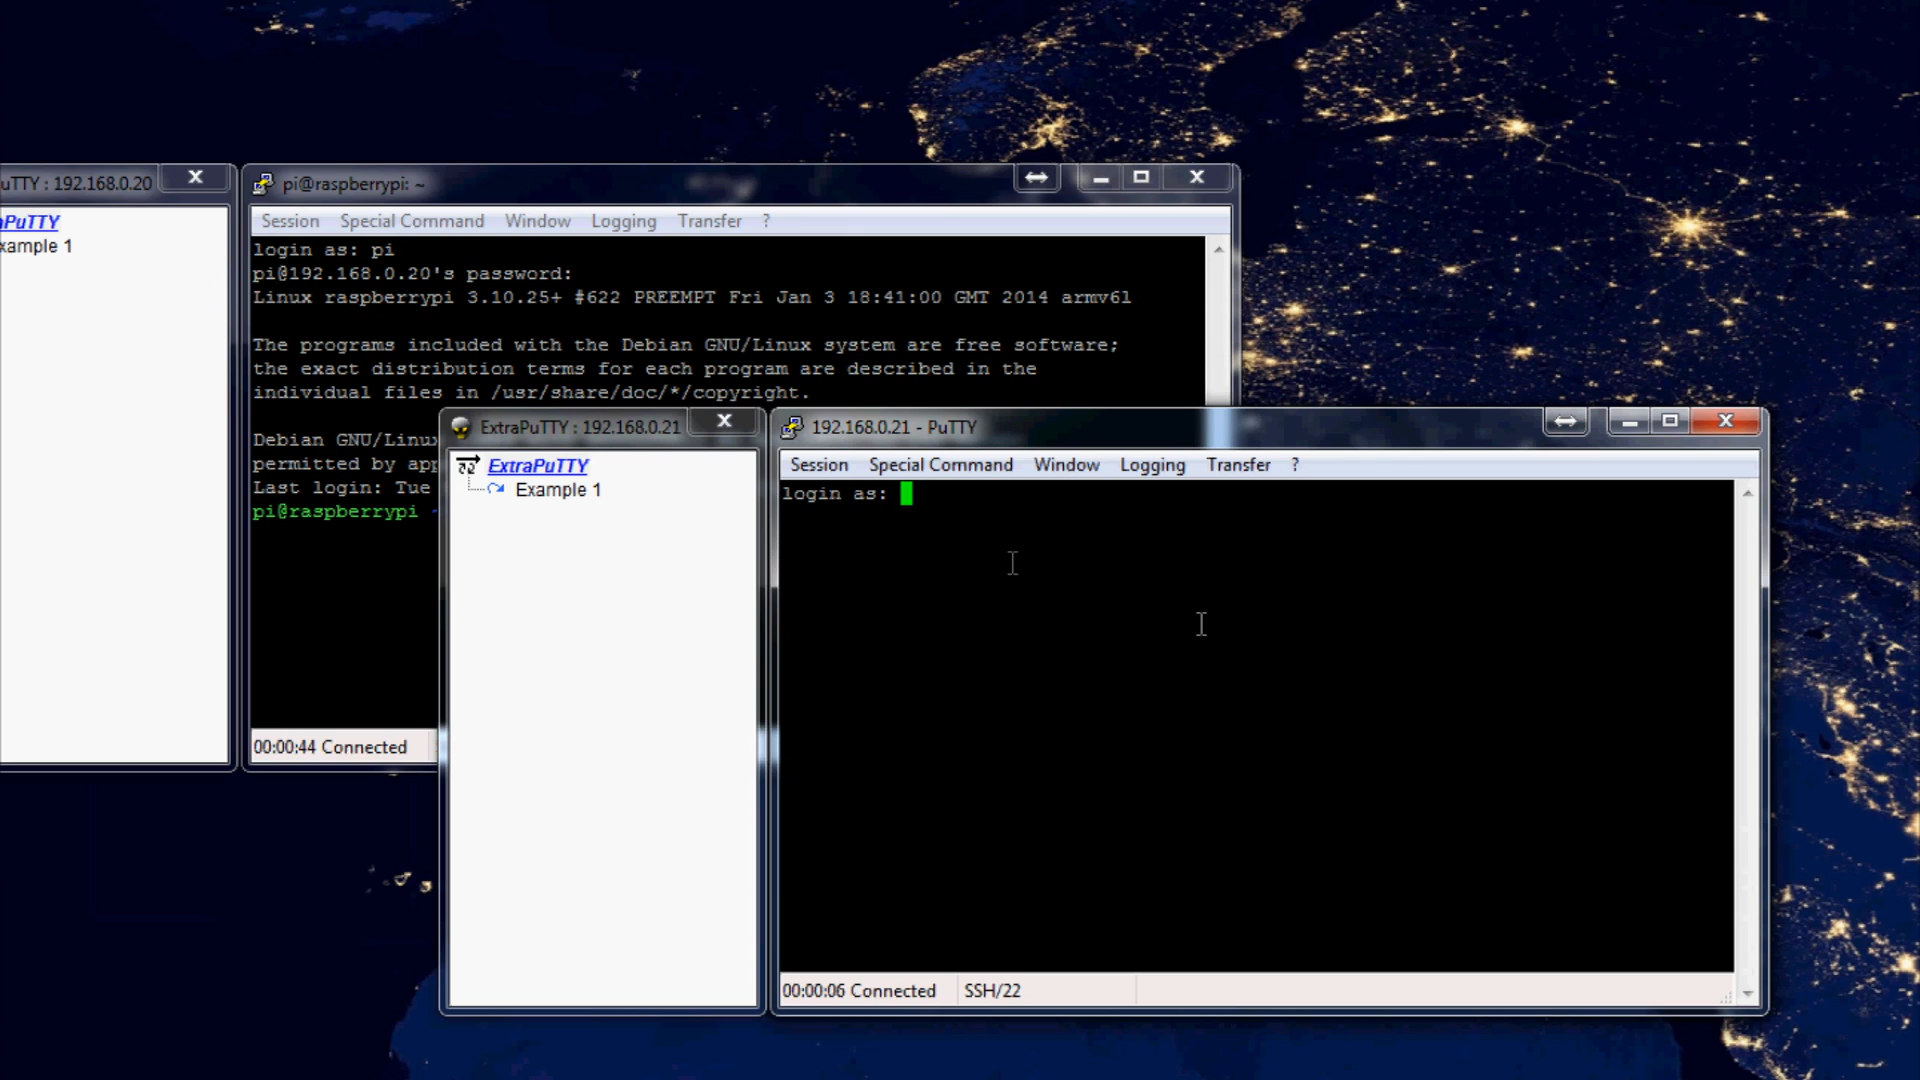 uTTY : 192.168.0.20
aPuTTY
xample 1
pi@raspberrypi: ~
Session Special Command Window Logging Transfer ?
login as: pi
pi@192.168.0.20's password:
Linux raspberrypi 3.10.25+ #622 PREEMPT Fri Jan 3 18:41:00 GMT 2014 armv6l
The programs included with the Debian GNU/Linux system are free software;
the exact distribution terms for each program are described in the
individual files in /usr/share/doc/*/copyright.
Debian GNU/Linux
permitted by app
Last login: Tue
pi@raspberrypi ~
00:00:44 Connected
ExtraPuTTY : 192.168.0.21
ExtraPuTTY
Example 1
192.168.0.21 - PuTTY
Session Special Command Window Logging Transfer ?
login as:
00:00:06 Connected SSH/22